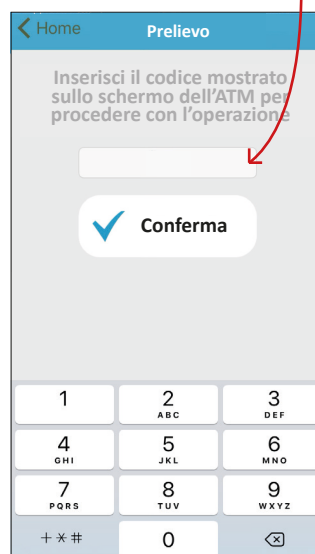 Home Prelievo
Inserisci il codice mostrato
sullo schermo dell'ATM per
procedere con l'operazione
Conferma
1 2 3
ABC DEF
4 5 6
GHI JKL MNO
7 8 9
PQRS TUV WXYZ
+*# 0